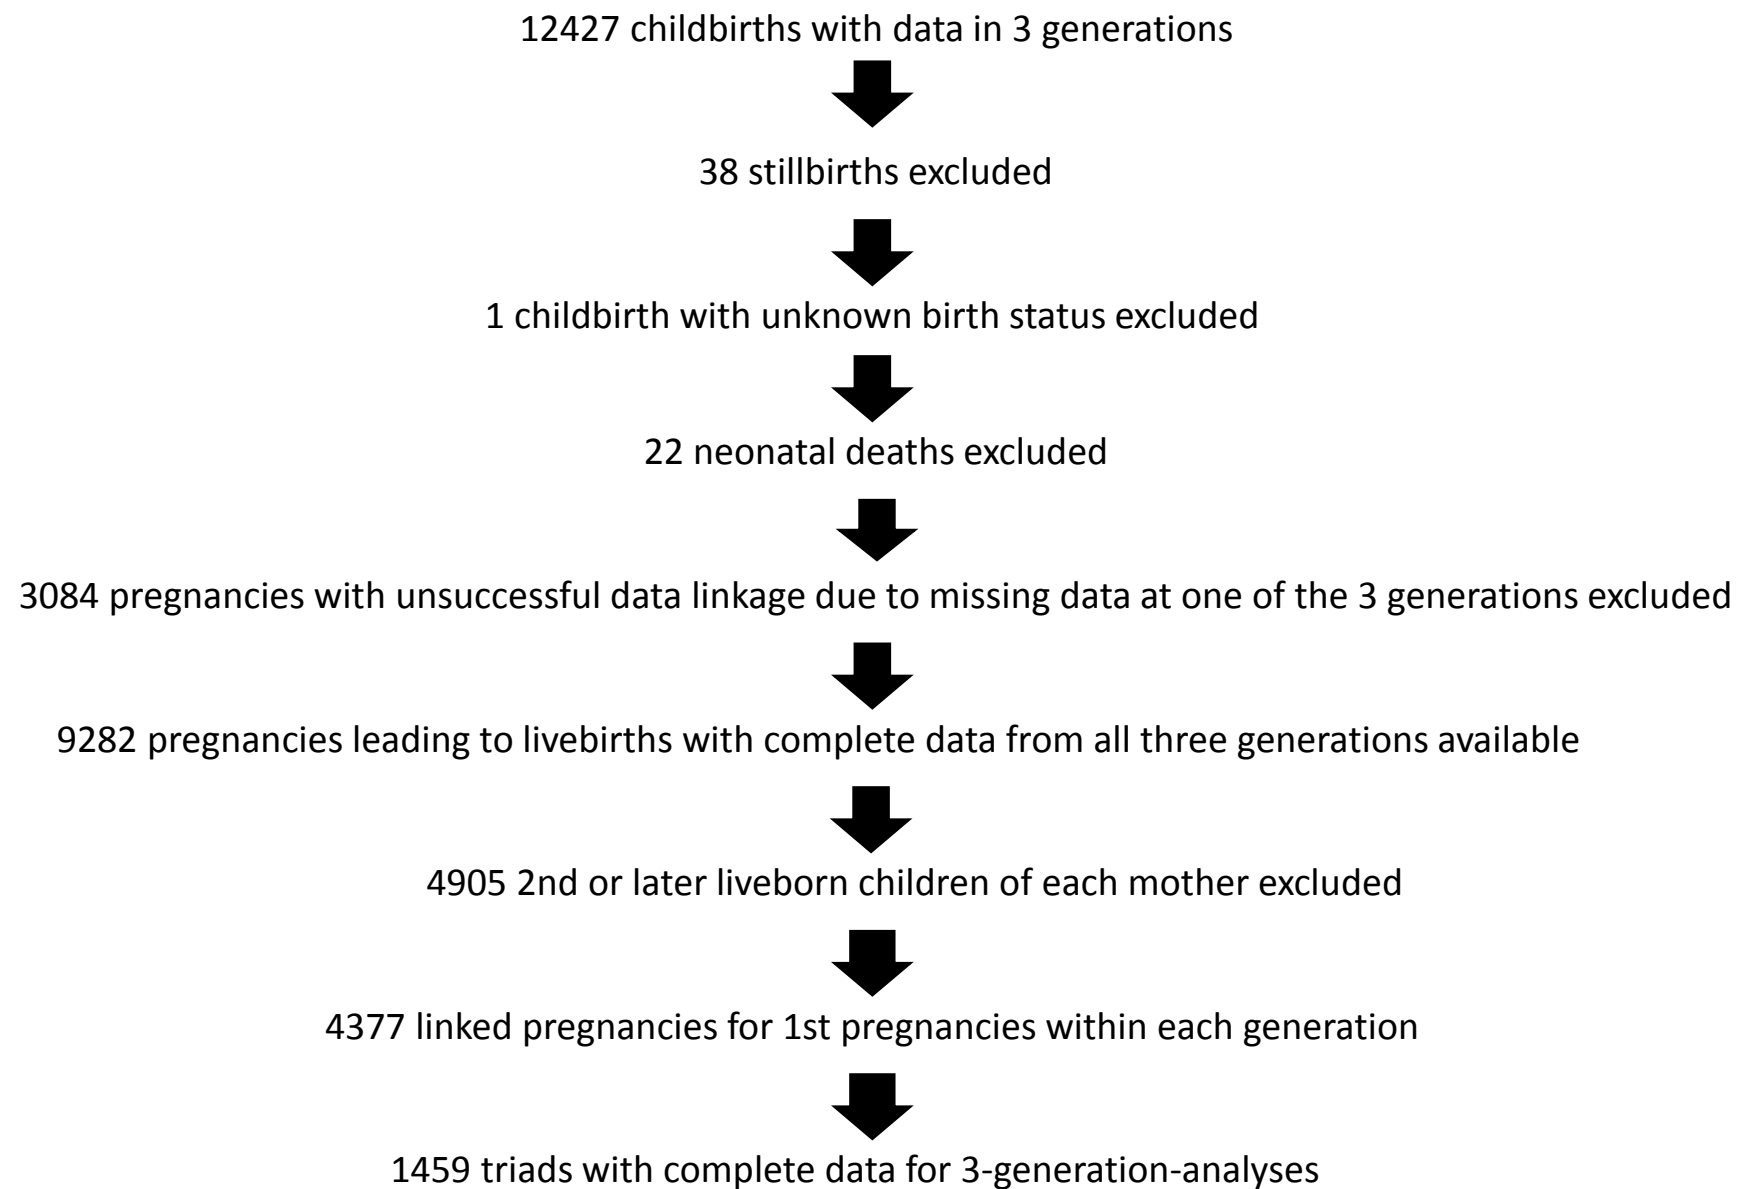 12427 childbirths with data in 3 generations
38 stillbirths excluded
1 childbirth with unknown birth status excluded
22 neonatal deaths excluded
3084 pregnancies with unsuccessful data linkage due to missing data at one of the 3 generations excluded
9282 pregnancies leading to livebirths with complete data from all three generations available
4905 2nd or later liveborn children of each mother excluded
4377 linked pregnancies for 1st pregnancies within each generation
1459 triads with complete data for 3-generation-analyses